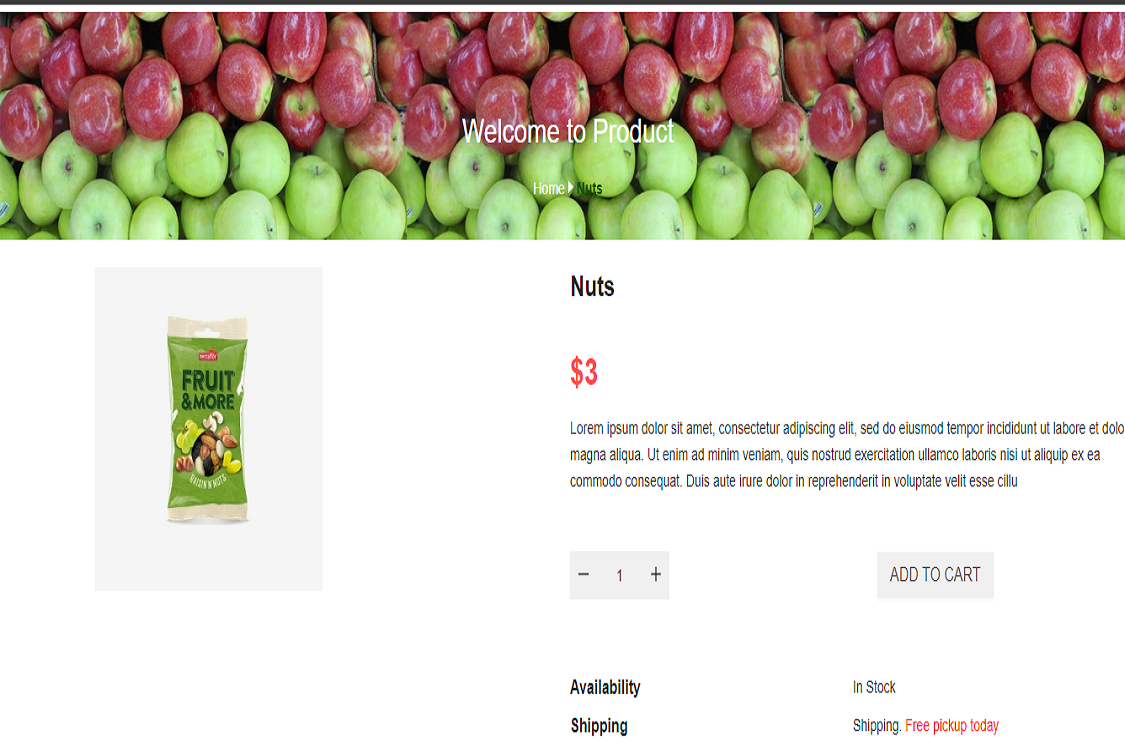 Welcome to Product
Home Nuts
Nuts
FRUIT
&MORE
RAISIN'N NUTS
$3
Lorem ipsum dolor sit amet, consectetur adipiscing elit, sed do eiusmod tempor incididunt ut labore et dolo
magna aliqua. Ut enim ad minim veniam, quis nostrud exercitation ullamco laboris nisi ut aliquip ex ea
commodo consequat. Duis aute irure dolor in reprehenderit in voluptate velit esse cillu
− 1 +
ADD TO CART
Availability In Stock
Shipping Shipping. Free pickup today